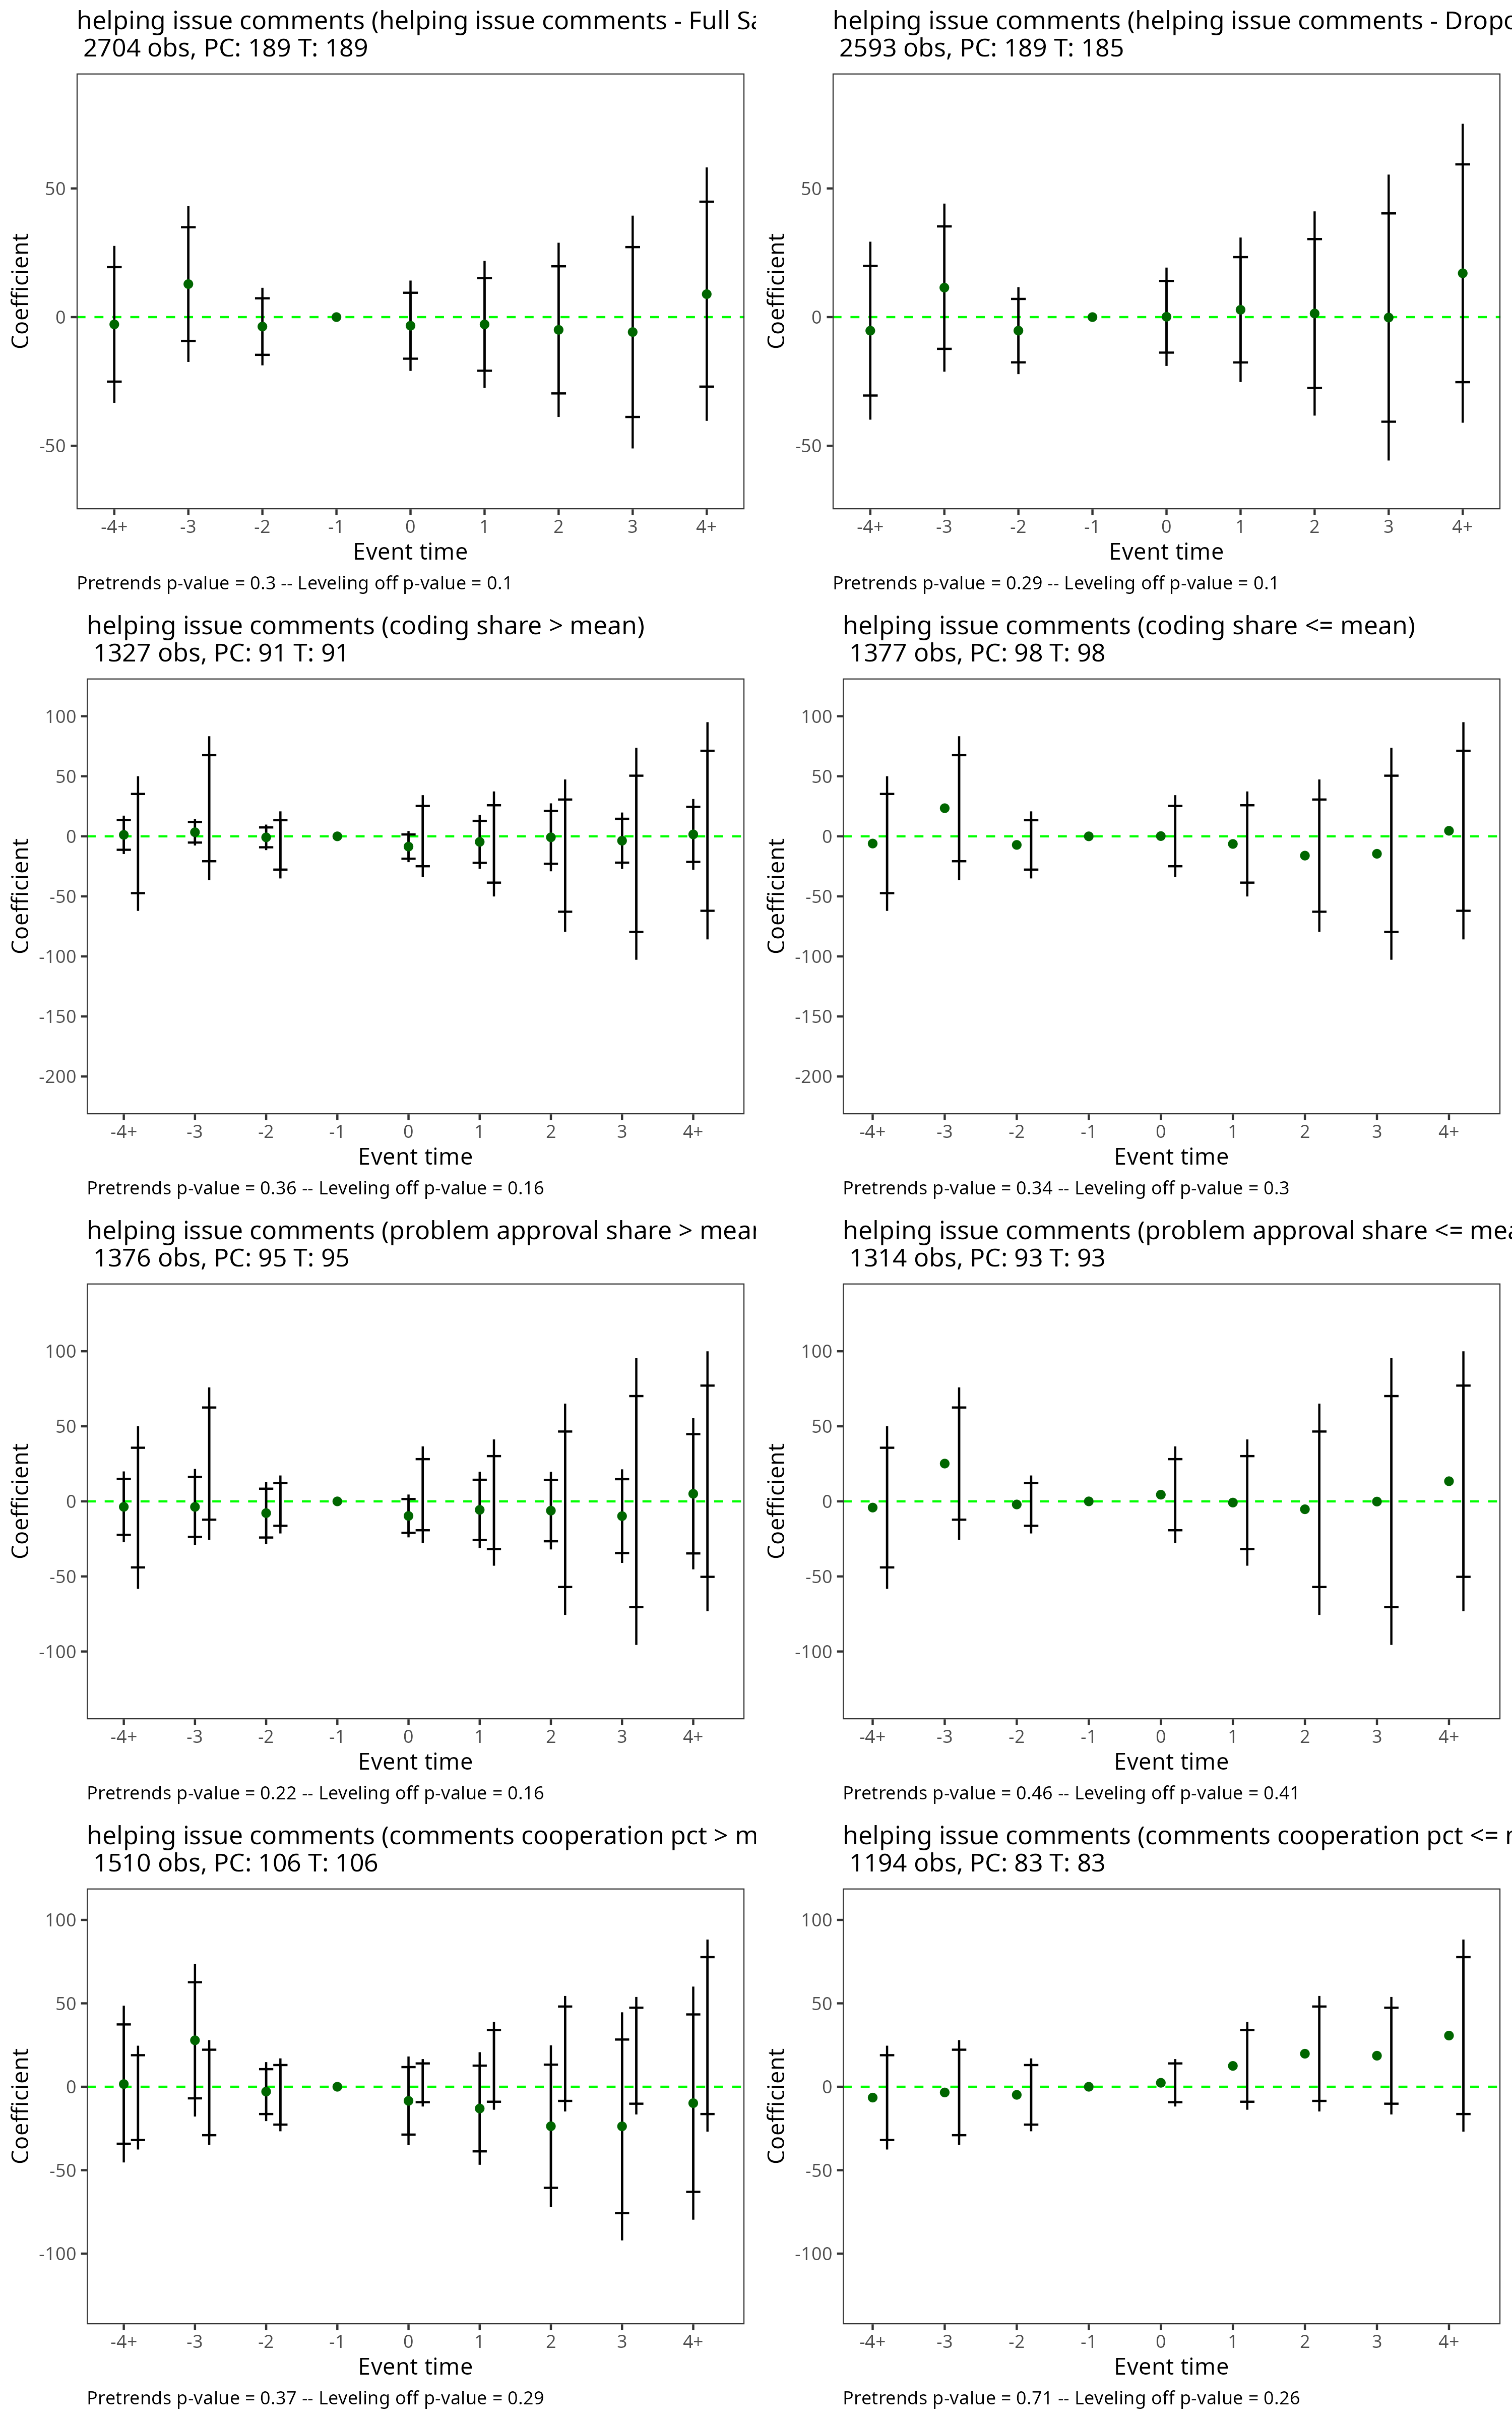 helping issue comments (helping issue comments - Full Sa
2704 obs, PC: 189 T: 189
50
0
-50
Coefficient
-4+ -3 -2 -1 0 1 2 3 4+
Event time
Pretrends p-value = 0.3 -- Leveling off p-value = 0.1
helping issue comments (helping issue comments - Dropo
2593 obs, PC: 189 T: 185
50
0
-50
Coefficient
-4+ -3 -2 -1 0 1 2 3 4+
Event time
Pretrends p-value = 0.29 -- Leveling off p-value = 0.1
helping issue comments (coding share > mean)
1327 obs, PC: 91 T: 91
100
50
0
-50
-100
-150
-200
Coefficient
-4+ -3 -2 -1 0 1 2 3 4+
Event time
Pretrends p-value = 0.36 -- Leveling off p-value = 0.16
helping issue comments (coding share <= mean)
1377 obs, PC: 98 T: 98
100
50
0
-50
-100
-150
-200
Coefficient
-4+ -3 -2 -1 0 1 2 3 4+
Event time
Pretrends p-value = 0.34 -- Leveling off p-value = 0.3
helping issue comments (problem approval share > mean
1376 obs, PC: 95 T: 95
100
50
0
-50
-100
Coefficient
-4+ -3 -2 -1 0 1 2 3 4+
Event time
Pretrends p-value = 0.22 -- Leveling off p-value = 0.16
helping issue comments (problem approval share <= mea
1314 obs, PC: 93 T: 93
100
50
0
-50
-100
Coefficient
-4+ -3 -2 -1 0 1 2 3 4+
Event time
Pretrends p-value = 0.46 -- Leveling off p-value = 0.41
helping issue comments (comments cooperation pct > m
1510 obs, PC: 106 T: 106
100
50
0
-50
-100
Coefficient
-4+ -3 -2 -1 0 1 2 3 4+
Event time
Pretrends p-value = 0.37 -- Leveling off p-value = 0.29
helping issue comments (comments cooperation pct <= m
1194 obs, PC: 83 T: 83
100
50
0
-50
-100
Coefficient
-4+ -3 -2 -1 0 1 2 3 4+
Event time
Pretrends p-value = 0.71 -- Leveling off p-value = 0.26